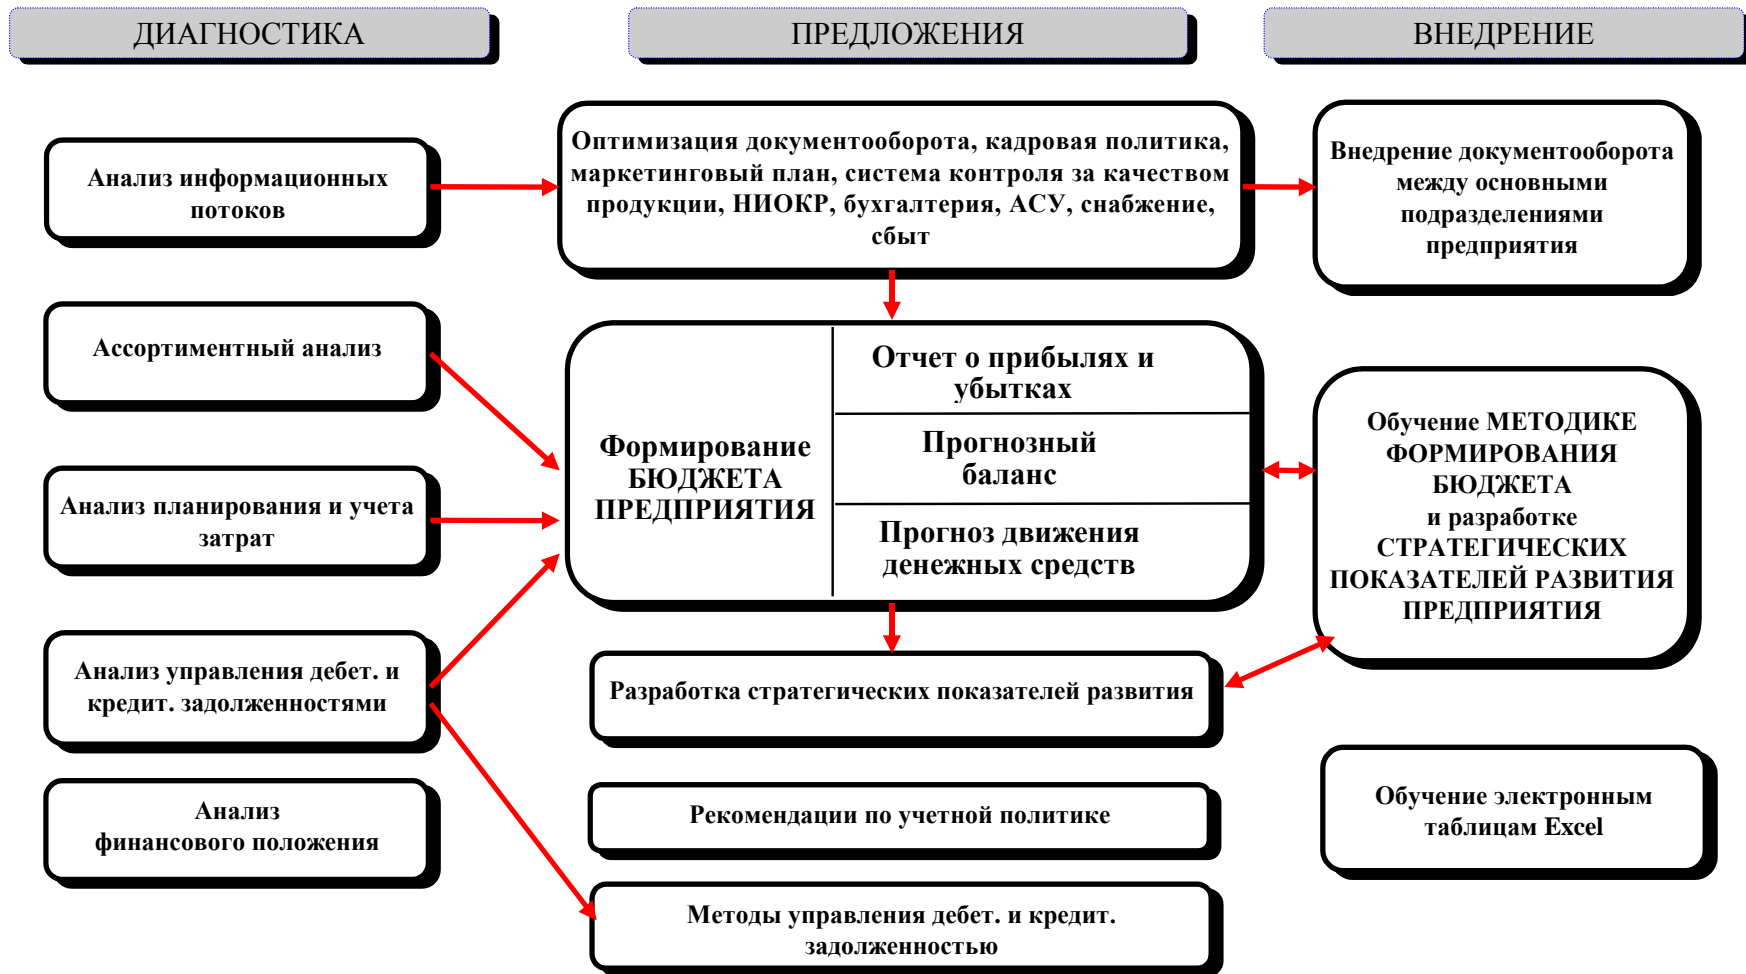 ДИАГНОСТИКА
ПРЕДЛОЖЕНИЯ
ВНЕДРЕНИЕ
Анализ информационных
потоков
Оптимизация документооборота, кадровая политика,
маркетинговый план, система контроля за качеством
продукции, НИОКР, бухгалтерия, АСУ, снабжение,
сбыт
Внедрение документооборота
между основными
подразделениями
предприятия
Ассортиментный анализ
Анализ планирования и учета
затрат
Анализ управления дебет. и
кредит. задолженностями
Анализ
финансового положения
Формирование
БЮДЖЕТА
ПРЕДПРИЯТИЯ
Отчет о прибылях и
убытках
Прогнозный
баланс
Прогноз движения
денежных средств
Обучение МЕТОДИКЕ
ФОРМИРОВАНИЯ
БЮДЖЕТА
и разработке
СТРАТЕГИЧЕСКИХ
ПОКАЗАТЕЛЕЙ РАЗВИТИЯ
ПРЕДПРИЯТИЯ
Разработка стратегических показателей развития
Рекомендации по учетной политике
Методы управления дебет. и кредит.
задолженностью
Обучение электронным
таблицам Excel